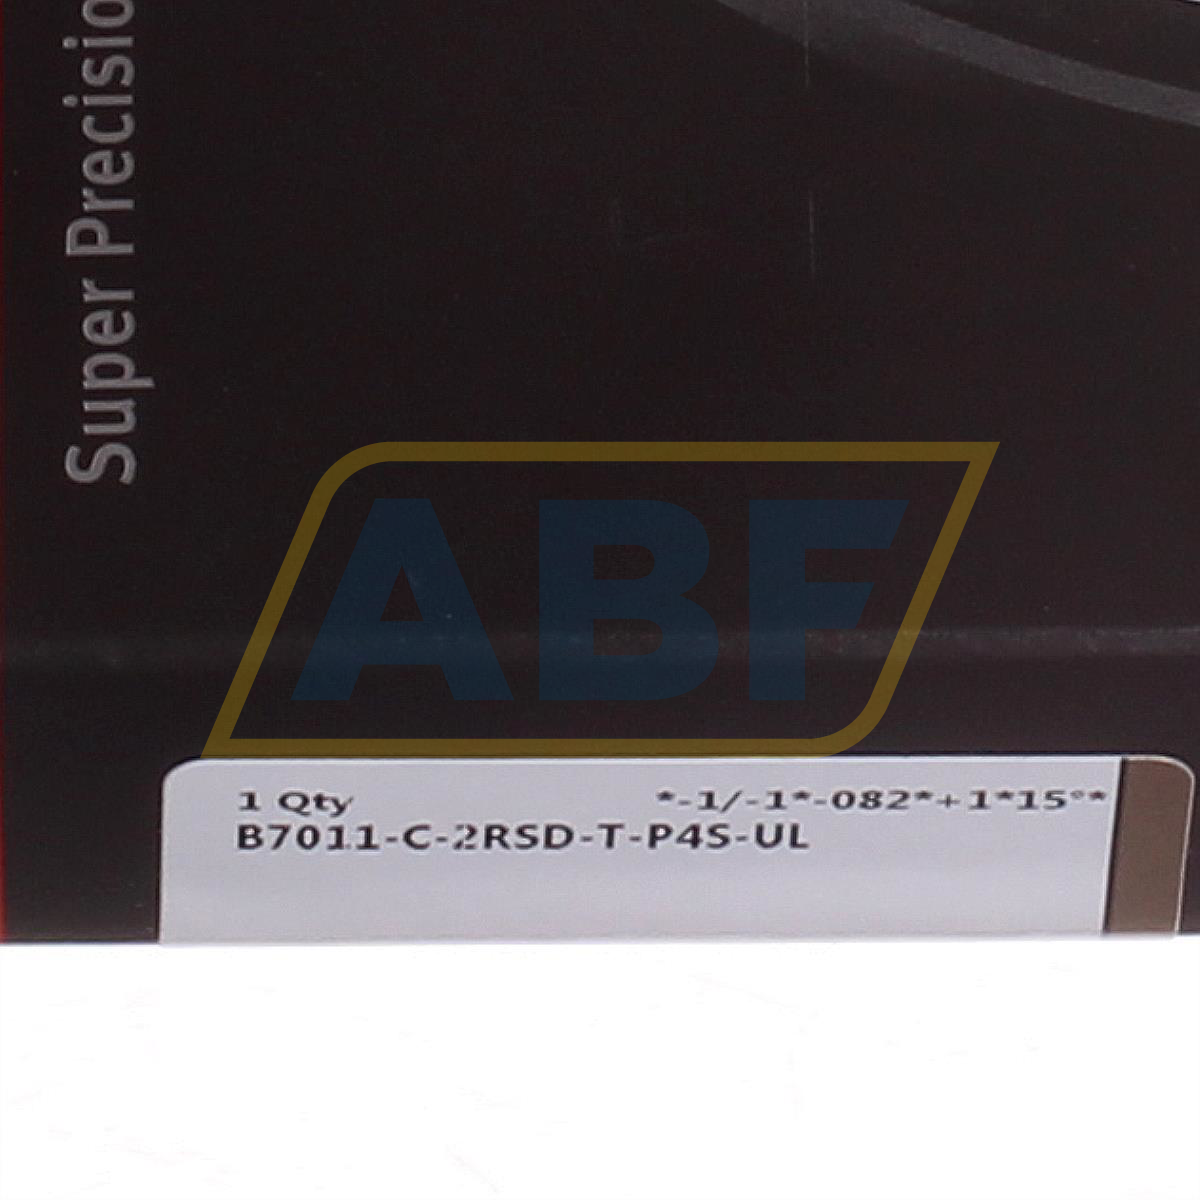 Super Precisio
ABF
1 Qty *-1/-1*-082*+1*15°*
B7011-C-2RSD-T-P4S-UL